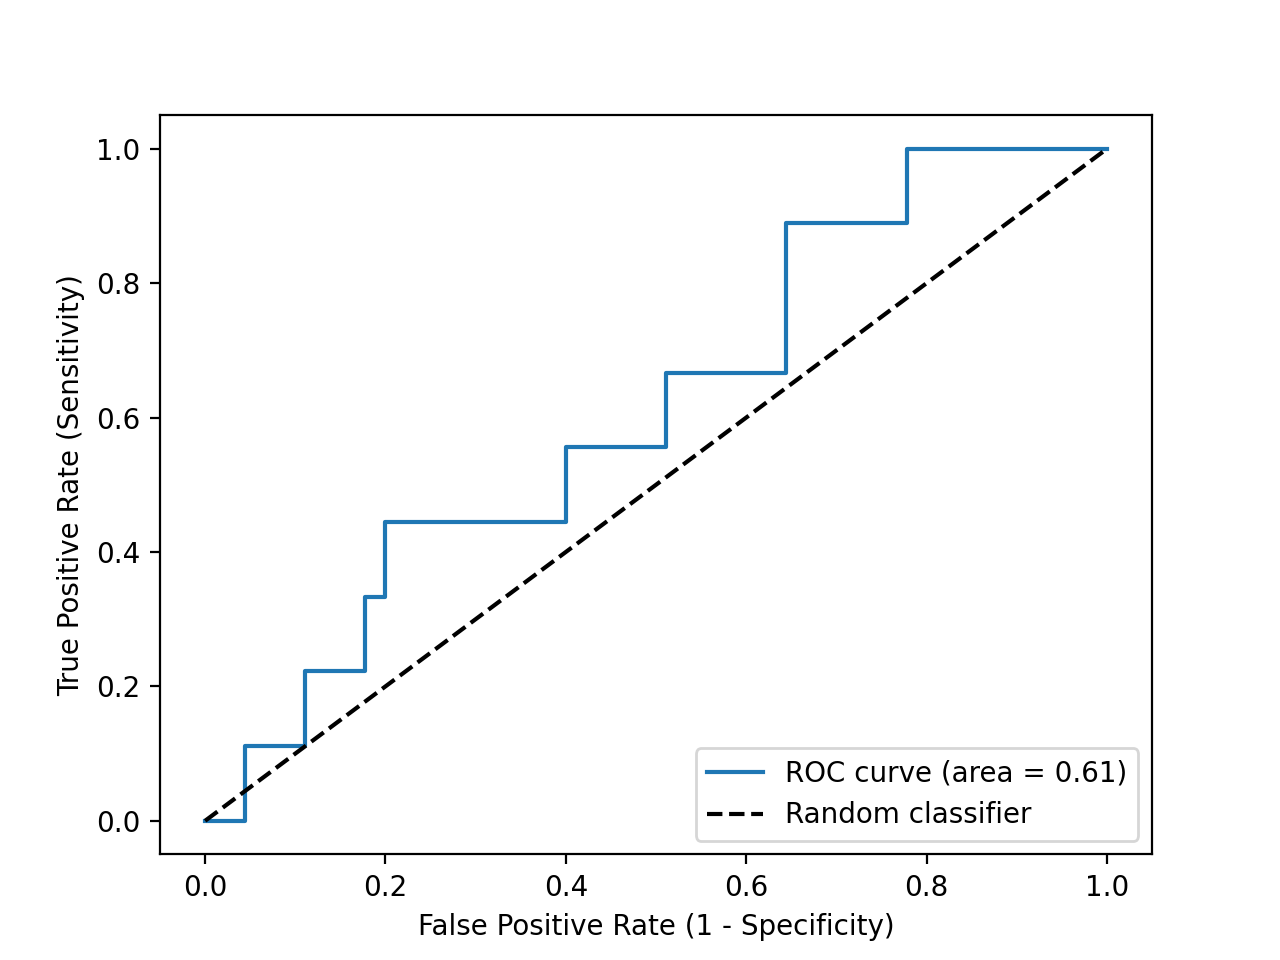 1.0
0.8
0.6
0.4
0.2
0.0
True Positive Rate (Sensitivity)
ROC curve (area = 0.61)
Random classifier
0.0 0.2 0.4 0.6 0.8 1.0
False Positive Rate (1 - Specificity)